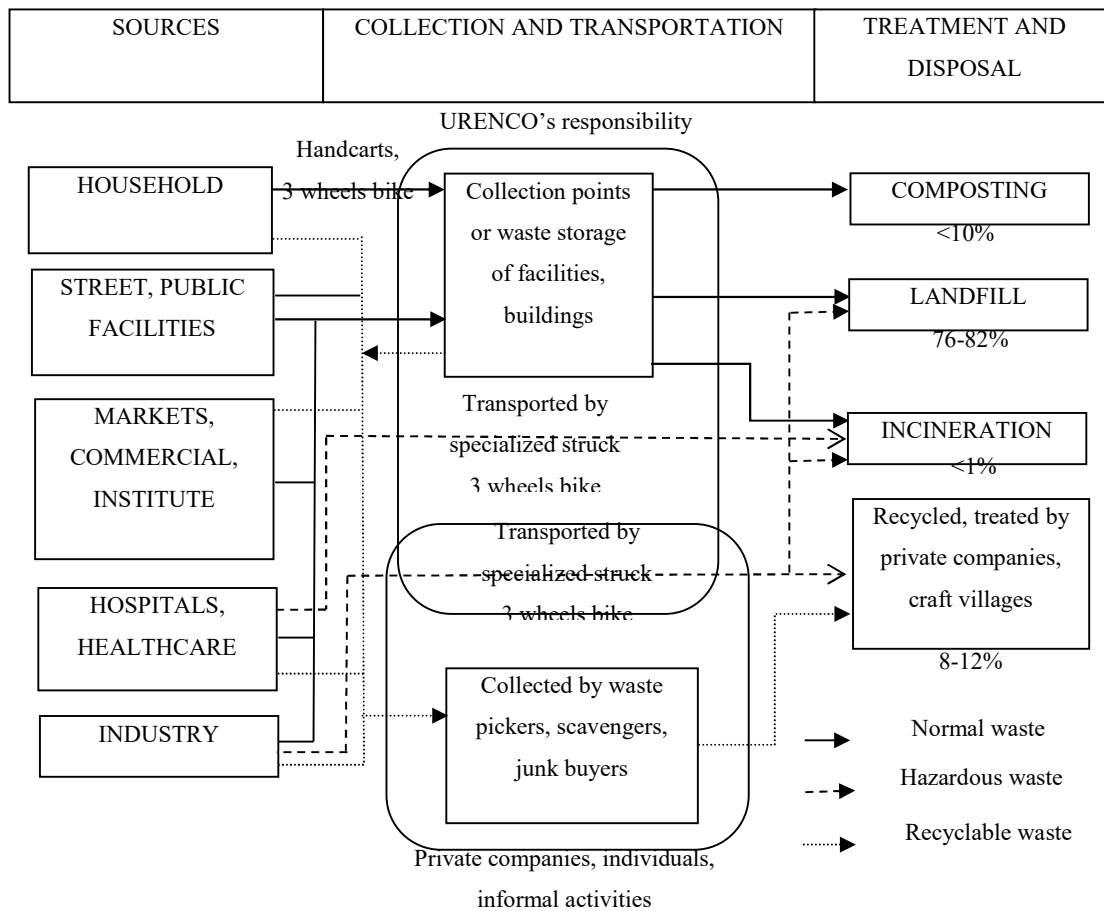 SOURCES
COLLECTION AND TRANSPORTATION
TREATMENT AND
DISPOSAL
URENCO’s responsibility
Handcarts,
3 wheels bike
HOUSEHOLD
STREET, PUBLIC
FACILITIES
MARKETS,
COMMERCIAL,
INSTITUTE
HOSPITALS,
HEALTHCARE
INDUSTRY
Collection points
or waste storage
of facilities,
buildings
Transported by
specialized struck
3 wheels bike
Transported by
specialized struck
3 wheels bike
Collected by waste
pickers, scavengers,
junk buyers
Private companies, individuals,
informal activities
COMPOSTING
<10%
LANDFILL
76-82%
INCINERATION
<1%
Recycled, treated by
private companies,
craft villages
8-12%
Normal waste
Hazardous waste
Recyclable waste